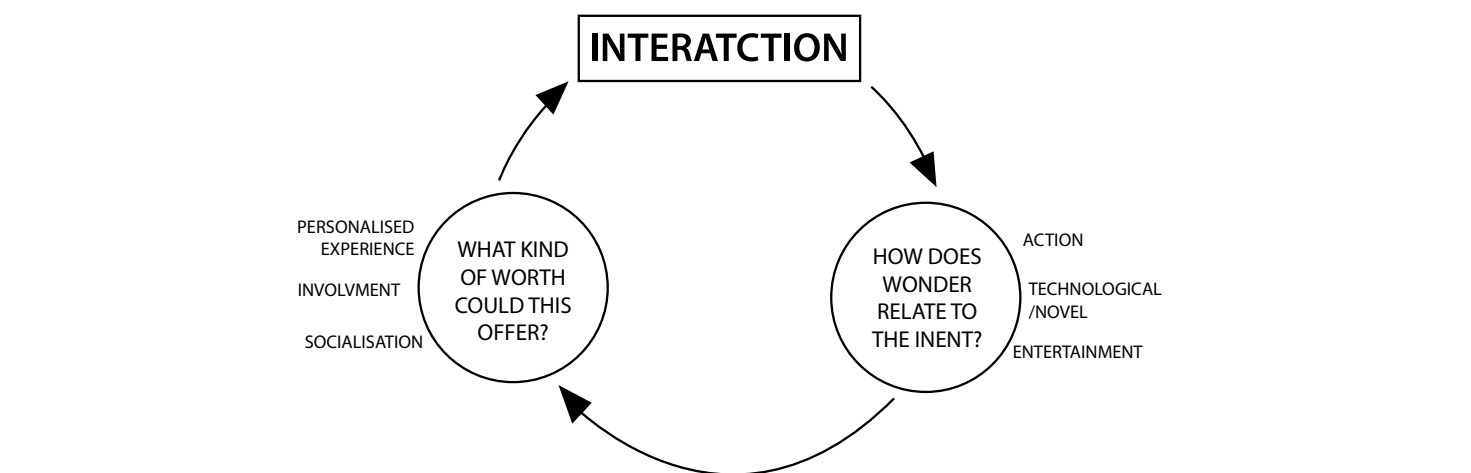 INTERATCTION
PERSONALISED
EXPERIENCE
INVOLVMENT
SOCIALISATION
WHAT KIND
OF WORTH
COULD THIS
OFFER?
HOW DOES
WONDER
RELATE TO
THE INENT?
ACTION
TECHNOLOGICAL
/NOVEL
ENTERTAINMENT